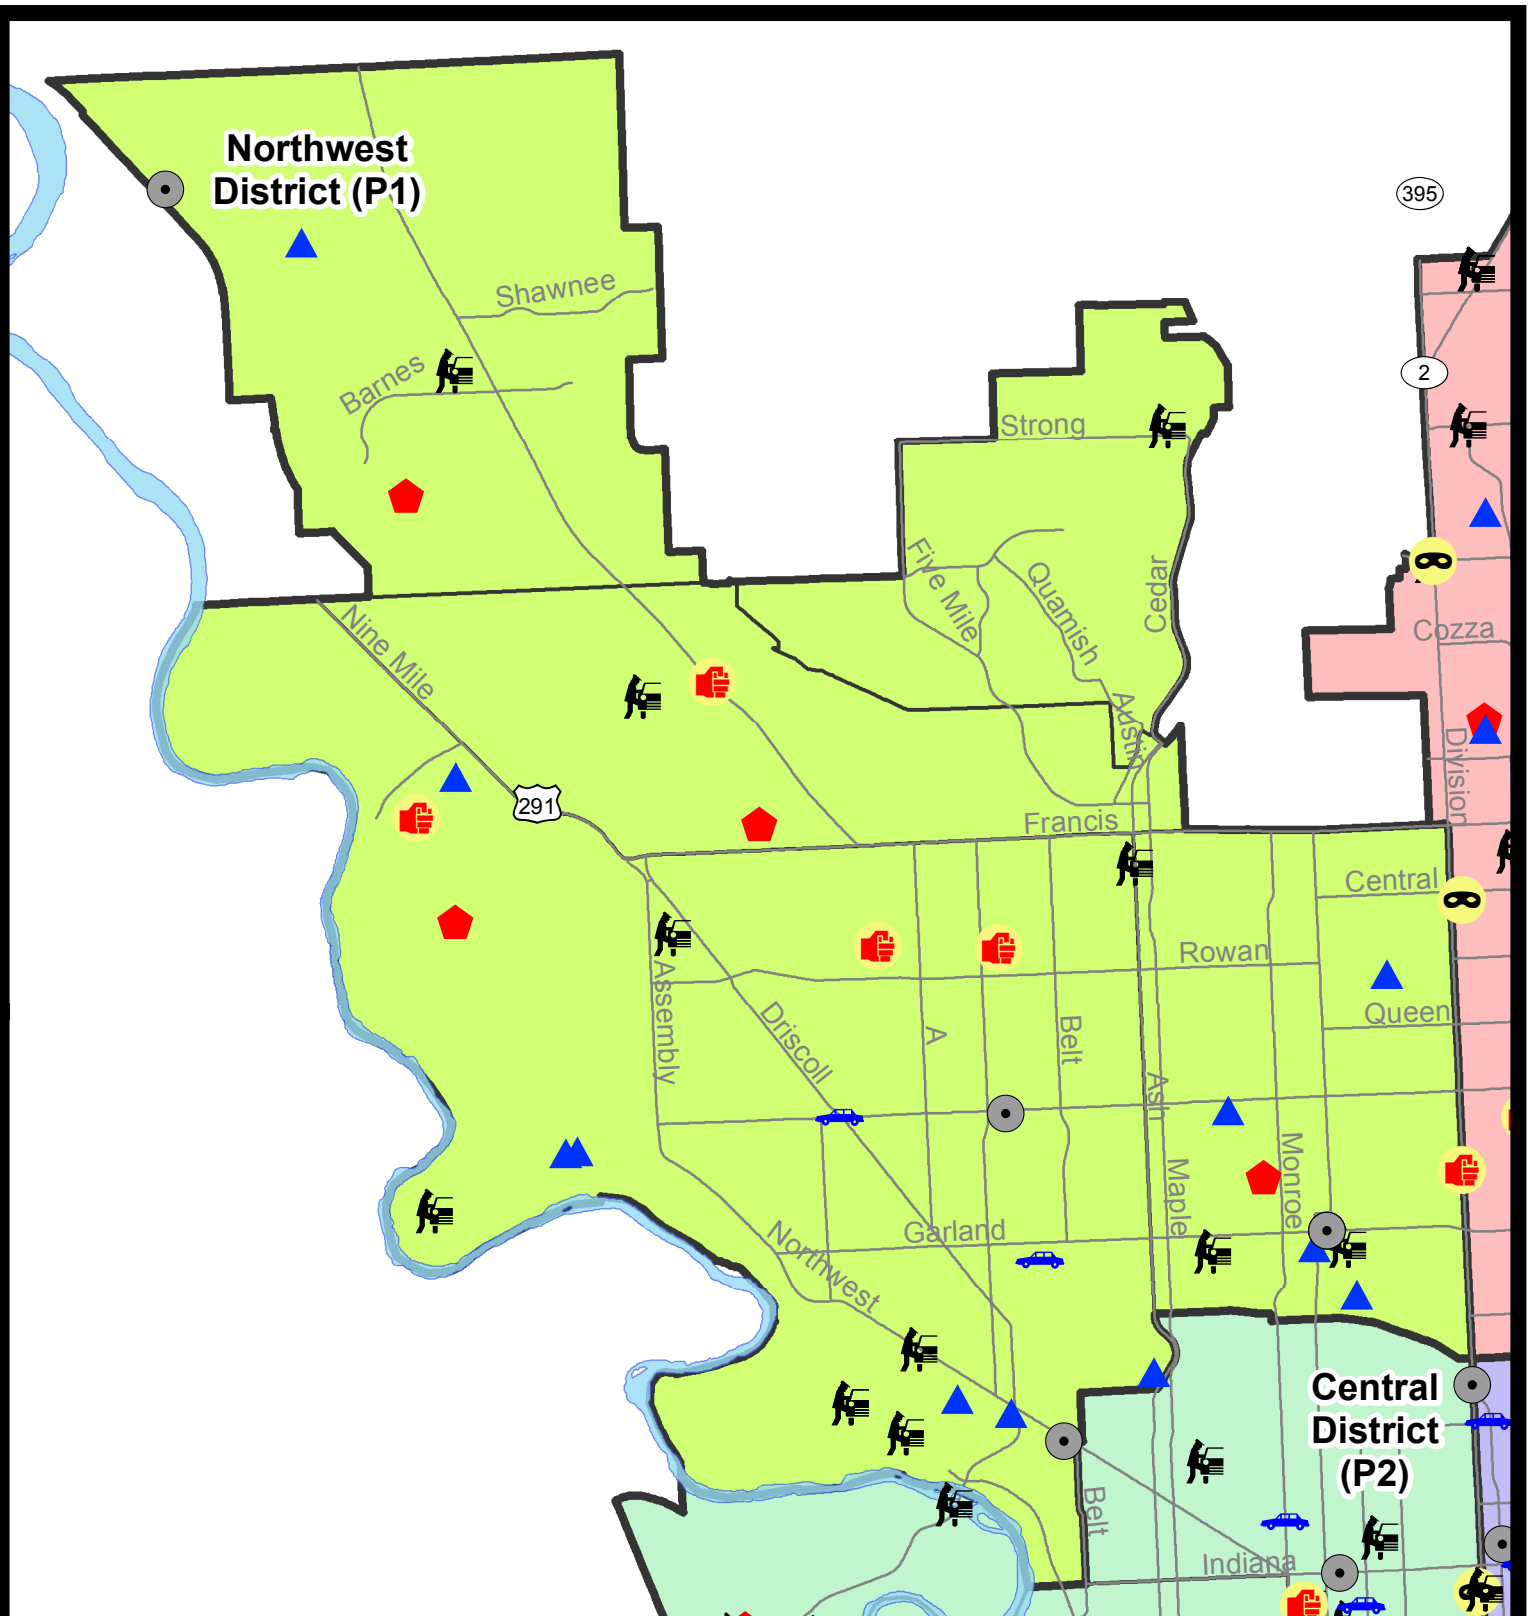 Northwest
District (P1)
395
Shawnee
Barnes
2
Strong
Five Mile
Quamish
Cedar
Nine Mile
Cozza
Austin
Division
291
Francis
Central
Rowan
Assembly
Driscoll
A
Belt
Queen
Ash
Maple
Monroe
Garland
Northwest
Central
District
(P2)
Belt
Indiana